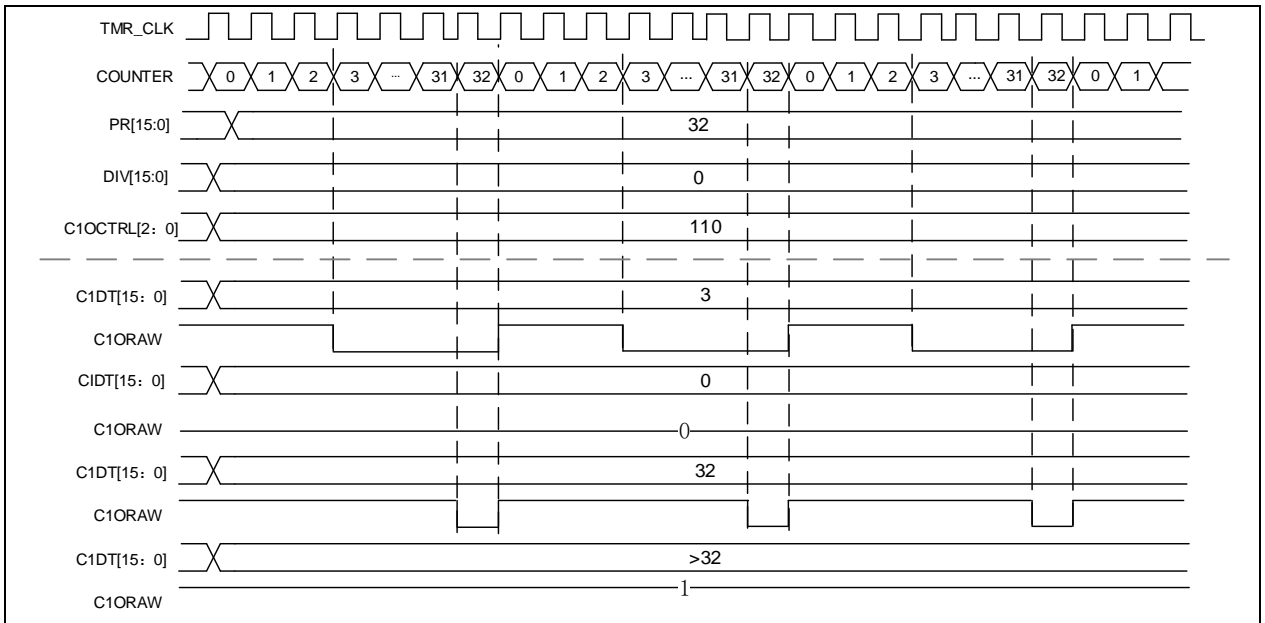 TMR_CLK
COUNTER 0 1 2 3 ... 31 32 0 1 2 3 ... 31 32 0 1 2 3 ... 31 32 0 1
PR[15:0] 32
DIV[15:0] 0
C1OCTRL[2：0] 110
C1DT[15：0] 3
C1ORAW
CIDT[15：0] 0
C1ORAW 0
C1DT[15：0] 32
C1ORAW
C1DT[15：0] >32
C1ORAW 1